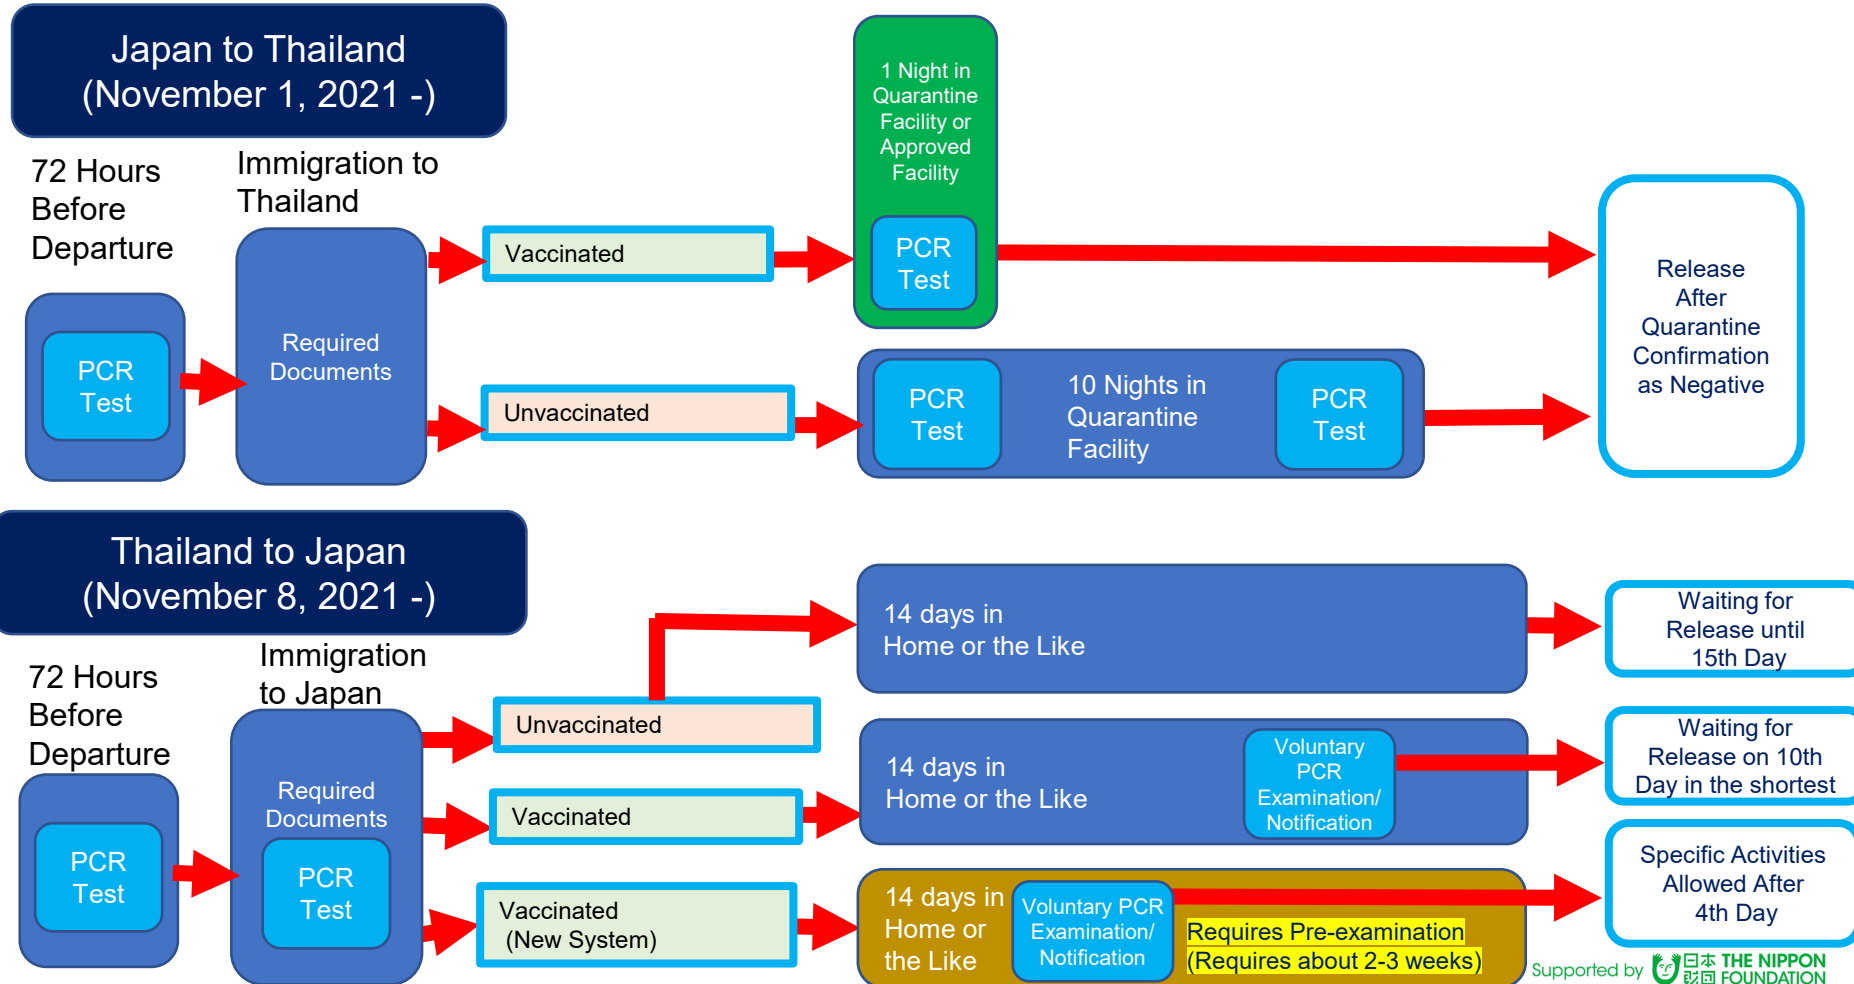 Japan to Thailand
(November 1, 2021 -)
72 Hours
Before
Departure
Immigration to
Thailand
PCR
Test
Required
Documents
Vaccinated
Unvaccinated
1 Night in
Quarantine
Facility or
Approved
Facility
PCR
Test
PCR
Test
10 Nights in
Quarantine
Facility
PCR
Test
Release
After
Quarantine
Confirmation
as Negative
Thailand to Japan
(November 8, 2021 -)
72 Hours
Before
Departure
Immigration
to Japan
PCR
Test
Required
Documents
PCR
Test
Unvaccinated
14 days in
Home or the Like
Waiting for
Release until
15th Day
Vaccinated
14 days in
Home or the Like
Voluntary
PCR
Examination/
Notification
Waiting for
Release on 10th
Day in the shortest
Vaccinated
(New System)
14 days in
Home or
the Like
Voluntary PCR
Examination/
Notification
Requires Pre-examination
(Requires about 2-3 weeks)
Specific Activities
Allowed After
4th Day
Supported by
日本
財団
THE NIPPON
FOUNDATION